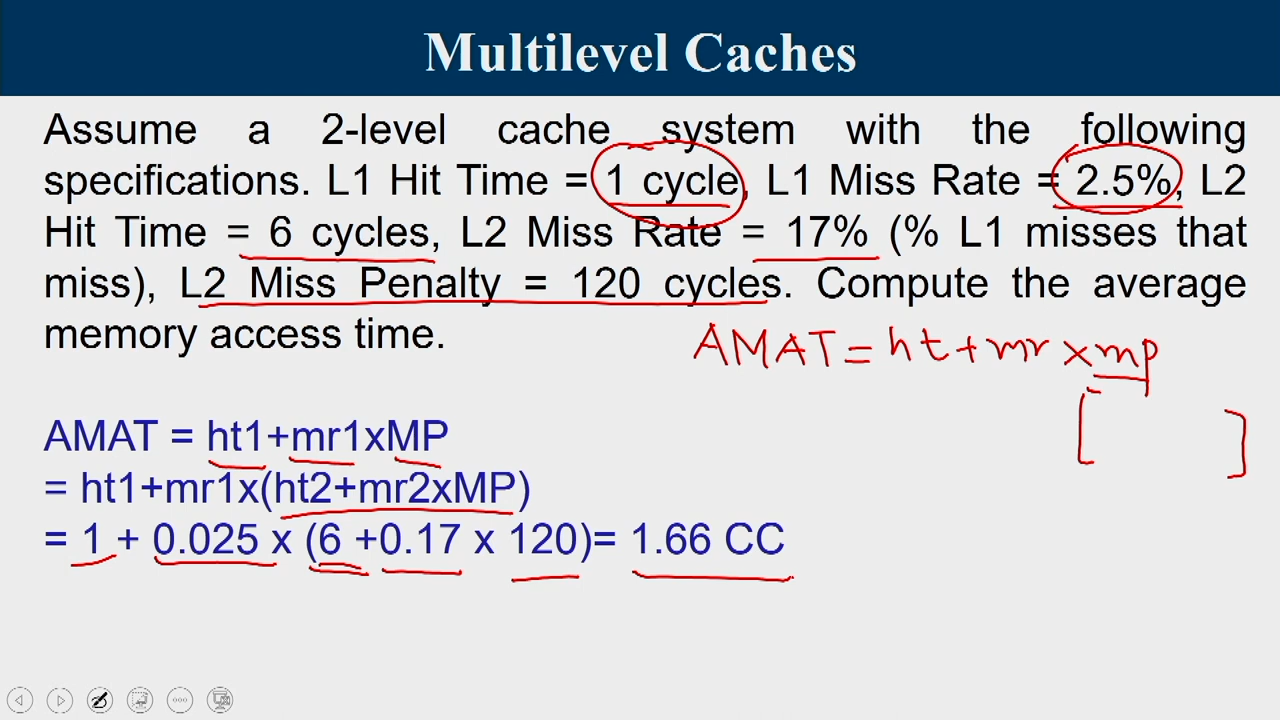 Multilevel Caches
Assume a 2-level cache system with the following
specifications. L1 Hit Time = 1 cycle, L1 Miss Rate = 2.5%, L2
Hit Time = 6 cycles, L2 Miss Rate = 17% (% L1 misses that
miss), L2 Miss Penalty = 120 cycles. Compute the average
memory access time.
AMAT = ht + mr x mp
[ ]
AMAT = ht1+mr1xMP
= ht1+mr1x(ht2+mr2xMP)
= 1 + 0.025 x (6 +0.17 x 120)= 1.66 CC